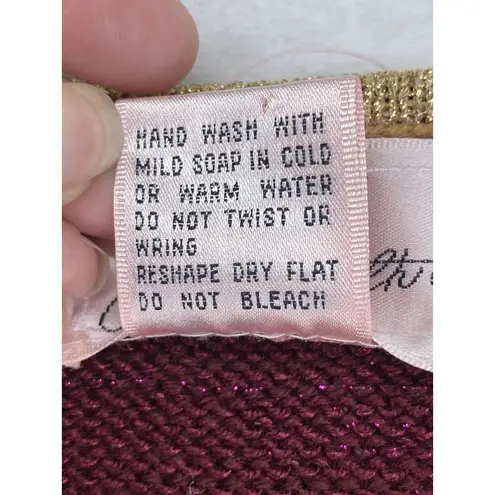 HAND WASH WITH
MILD SOAP IN COLD
OR WARM WATER
DO NOT TWIST OR
WRING
RESHAPE DRY FLAT
DO NOT BLEACH